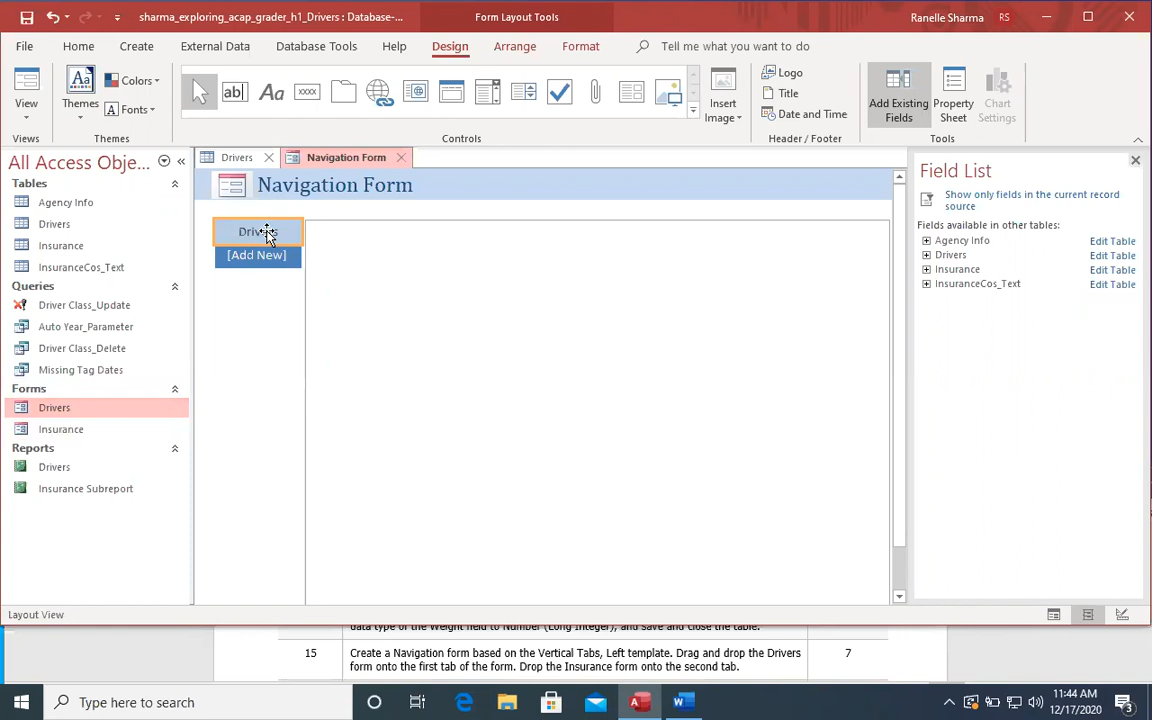 sharma_exploring_acap_grader_h1_Drivers : Database-...
Form Layout Tools
Ranelle Sharma
RS
File
Home
Create
External Data
Database Tools
Help
Design
Arrange
Format
Tell me what you want to do
View
Views
Aa
Themes
Colors
Fonts
Themes
ab
Aa
XXXX
Controls
Insert
Image
Logo
Title
Date and Time
Header / Footer
Add Existing
Fields
Property
Sheet
Chart
Settings
Tools
All Access Obje...
Tables
Agency Info
Drivers
Insurance
InsuranceCos_Text
Queries
Driver Class_Update
Auto Year_Parameter
Driver Class_Delete
Missing Tag Dates
Forms
Drivers
Insurance
Reports
Drivers
Insurance Subreport
Drivers
Navigation Form
Navigation Form
Drivers
[Add New]
Field List
Show only fields in the current record
source
Fields available in other tables:
Agency Info Edit Table
Drivers Edit Table
Insurance Edit Table
InsuranceCos_Text Edit Table
Layout View
data type of the Weight field to Number (Long Integer), and save and close the table.
15 Create a Navigation form based on the Vertical Tabs, Left template. Drag and drop the Drivers 7
form onto the first tab of the form. Drop the Insurance form onto the second tab.
Type here to search
11:44 AM
12/17/2020
3